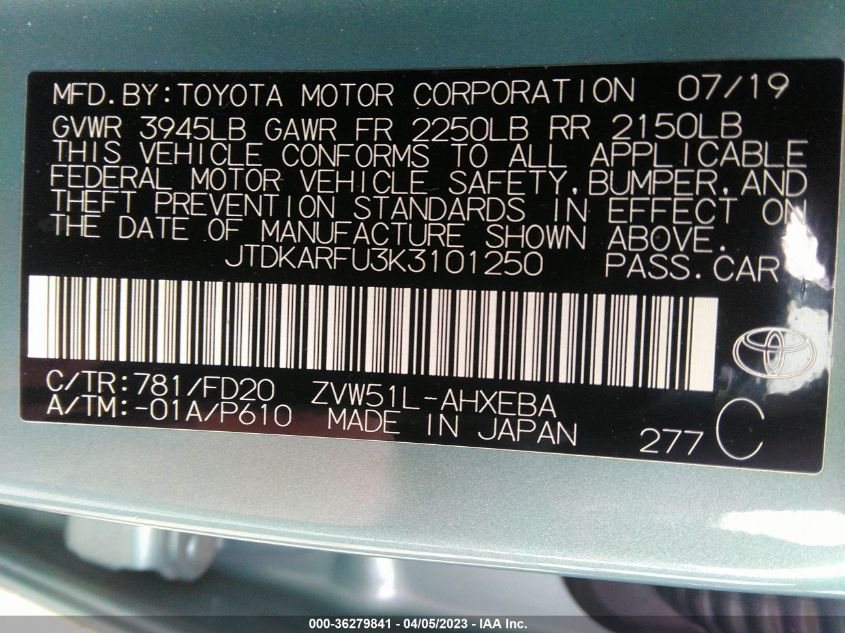 MFD.BY:TOYOTA MOTOR CORPORATION 07/19
GVWR 3945LB GAWR FR 2250LB RR 2150LB
THIS VEHICLE CONFORMS TO ALL APPLICABLE
FEDERAL MOTOR VEHICLE SAFETY,BUMPER,AND
THEFT PREVENTION STANDARDS IN EFFECT ON
THE DATE OF MANUFACTURE SHOWN ABOVE.
JTDKARFU3K3101250 PASS.CAR
C/TR:781/FD20 ZVW51L-AHXEBA
A/TM:-01A/P610 MADE IN JAPAN 277 C
000-36279841 - 04/05/2023 - IAA Inc.